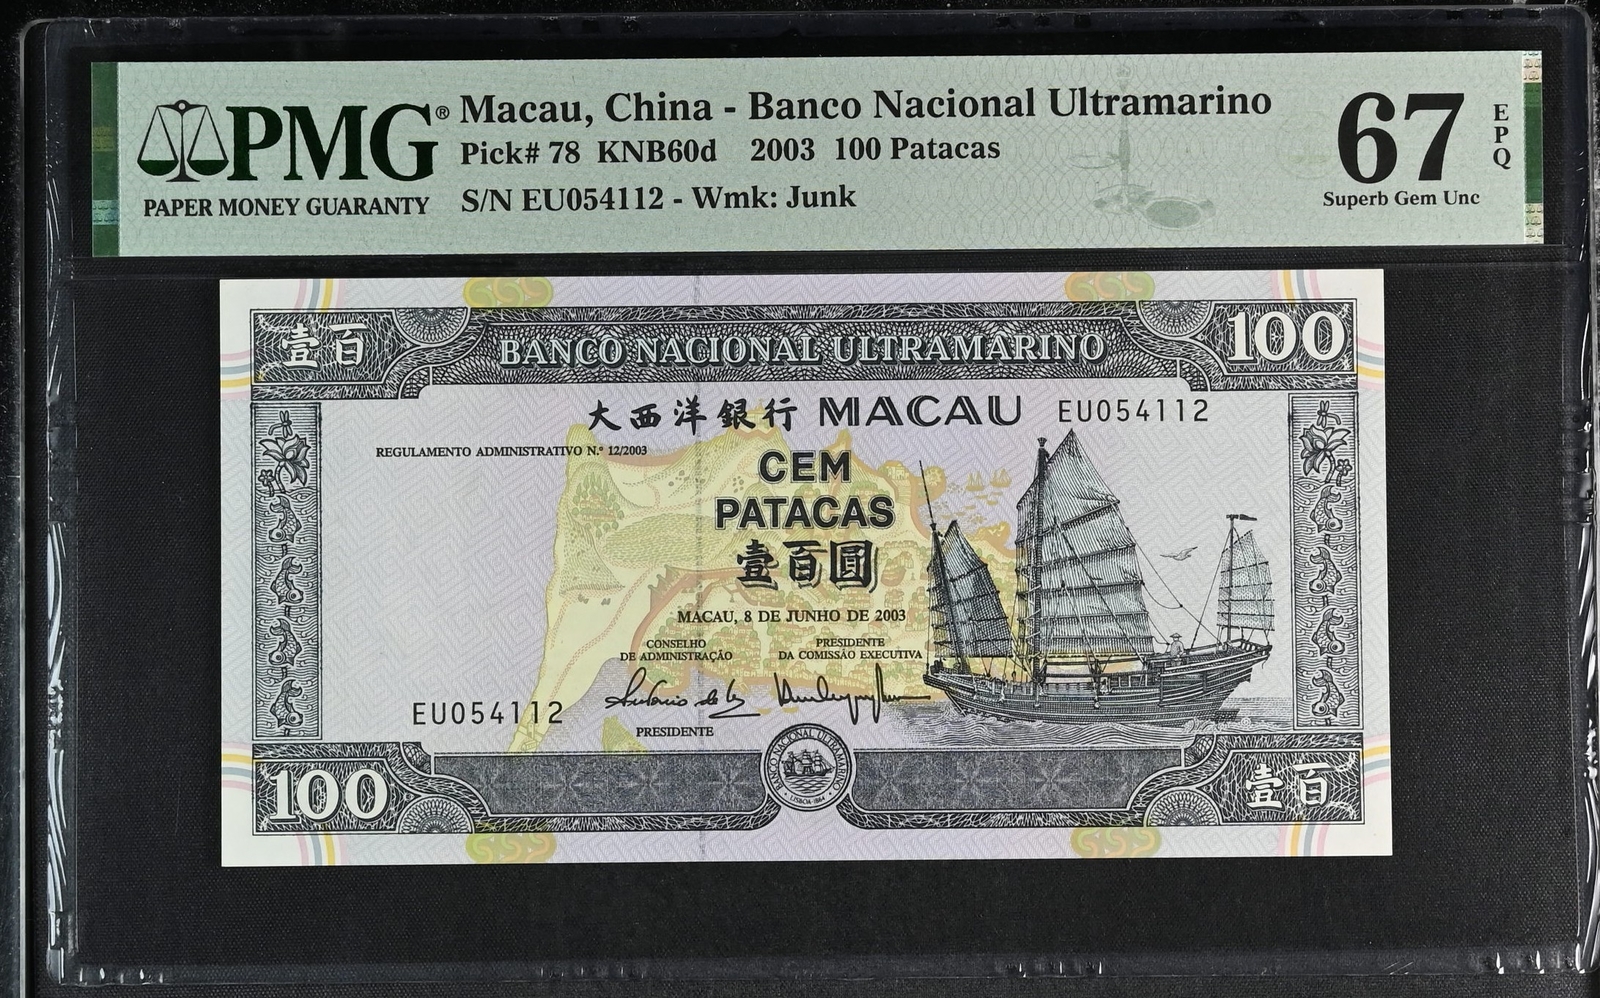 PMG® Macau, China - Banco Nacional Ultramarino
Pick# 78 KNB60d 2003 100 Patacas
PAPER MONEY GUARANTY
S/N EU054112 - Wmk: Junk
67 EPQ
Superb Gem Unc
壹百 BANCO NACIONAL ULTRAMARINO 100
大西洋銀行 MACAU EU054112
REGULAMENTO ADMINISTRATIVO N.º 12/2003
CEM
PATACAS
壹百圓
MACAU, 8 DE JUNHO DE 2003
CONSELHO
DE ADMINISTRAÇÃO
PRESIDENTE
DA COMISSÃO EXECUTIVA
EU054112
PRESIDENTE
BANCO NACIONAL ULTRAMARINO
LISBOA · 1864
100 壹百